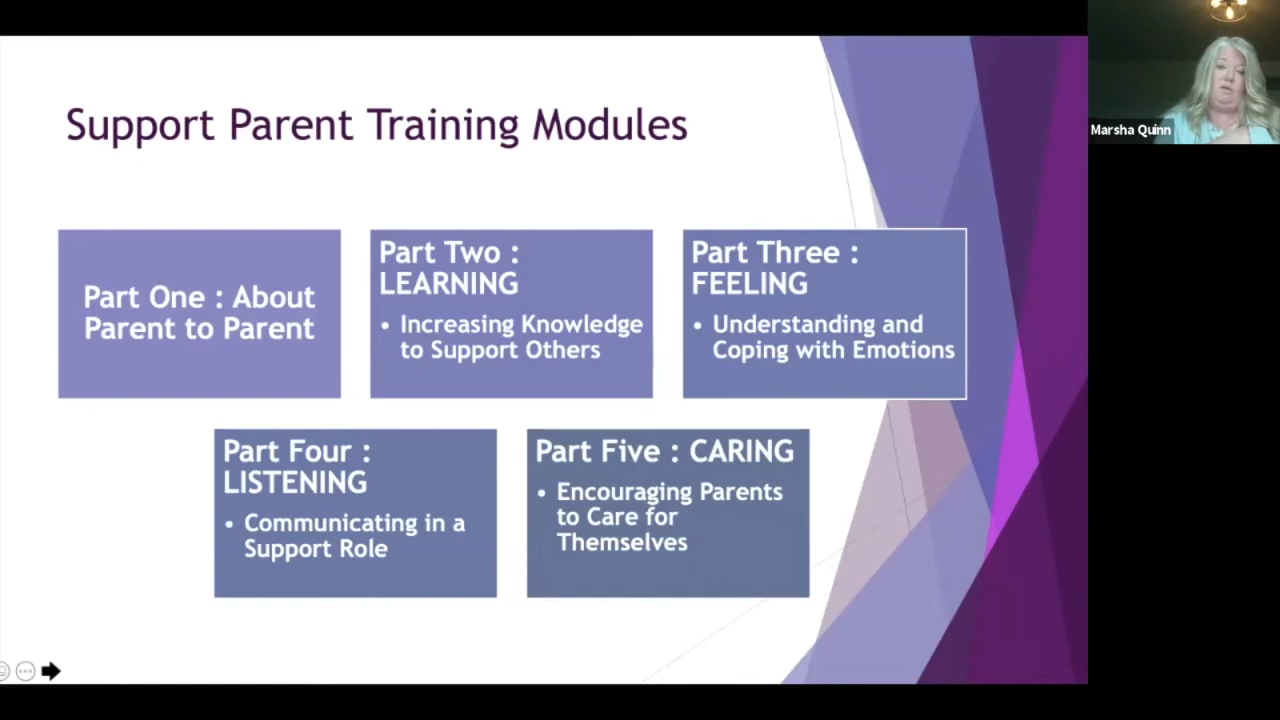 Support Parent Training Modules
Marsha Quinn
Part One : About
Parent to Parent
Part Two :
LEARNING
• Increasing Knowledge
to Support Others
Part Three :
FEELING
• Understanding and
Coping with Emotions
Part Four :
LISTENING
• Communicating in a
Support Role
Part Five : CARING
• Encouraging Parents
to Care for
Themselves